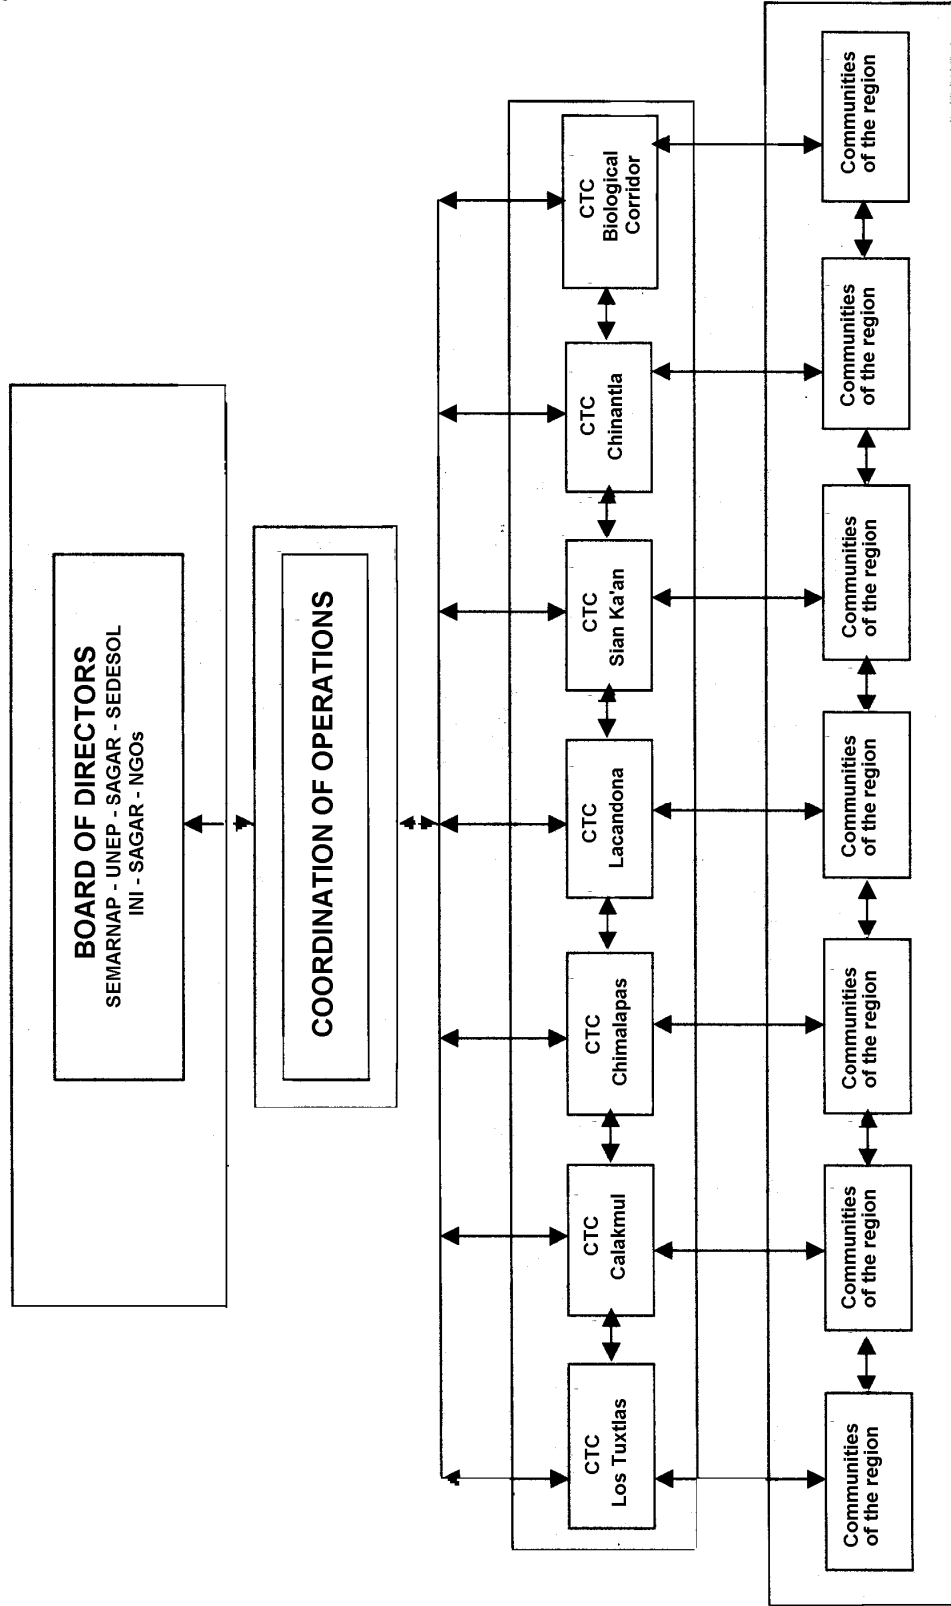 BOARD OF DIRECTORS
SEMARNAP - UNEP - SAGAR - SEDESOL
INI - SAGAR - NGOs
COORDINATION OF OPERATIONS
CTC
Los Tuxtlas
CTC
Calakmul
CTC
Chimalapas
CTC
Lacandona
CTC
Sian Ka'an
CTC
Chinantla
CTC
Biological
Corridor
Communities
of the region
Communities
of the region
Communities
of the region
Communities
of the region
Communities
of the region
Communities
of the region
Communities
of the region